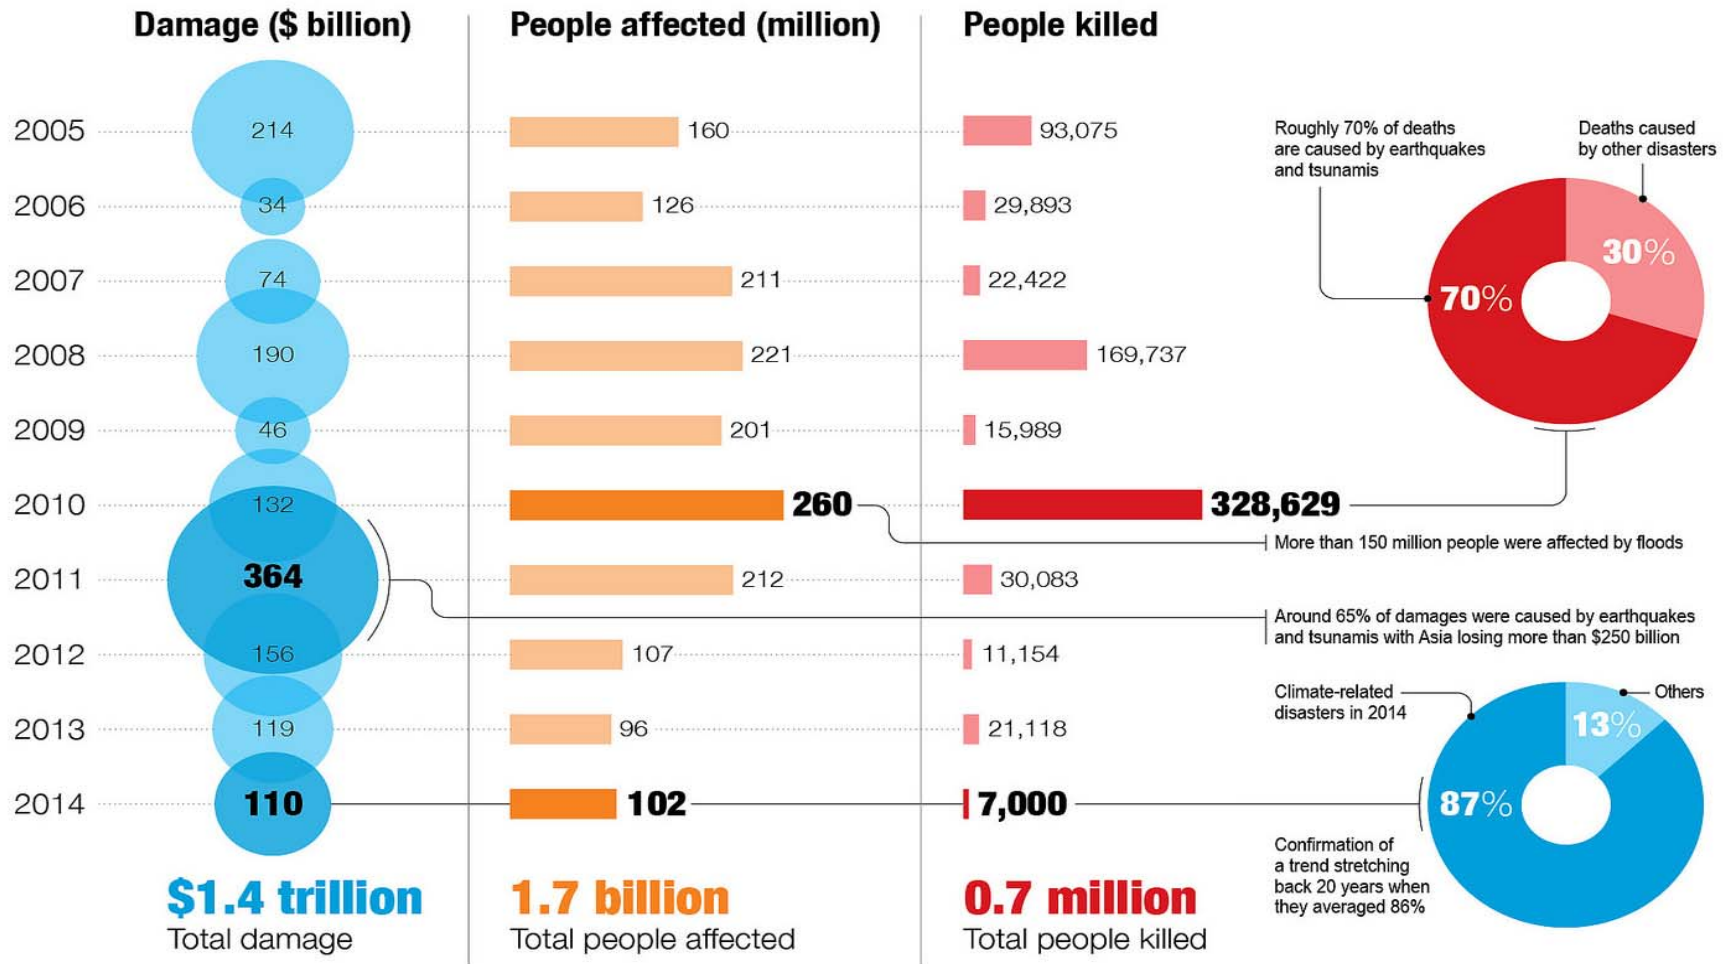 Damage ($ billion)
People affected (million)
People killed
2005
214
160
93,075
2006
34
126
29,893
2007
74
211
22,422
2008
190
221
169,737
2009
46
201
15,989
2010
132
260
328,629
2011
364
212
30,083
2012
156
107
11,154
2013
119
96
21,118
2014
110
102
7,000
$1.4 trillion
Total damage
1.7 billion
Total people affected
0.7 million
Total people killed
Roughly 70% of deaths
are caused by earthquakes
and tsunamis
Deaths caused
by other disasters
30%
70%
More than 150 million people were affected by floods
Around 65% of damages were caused by earthquakes
and tsunamis with Asia losing more than $250 billion
Climate-related
disasters in 2014
Others
13%
87%
Confirmation of
a trend stretching
back 20 years when
they averaged 86%